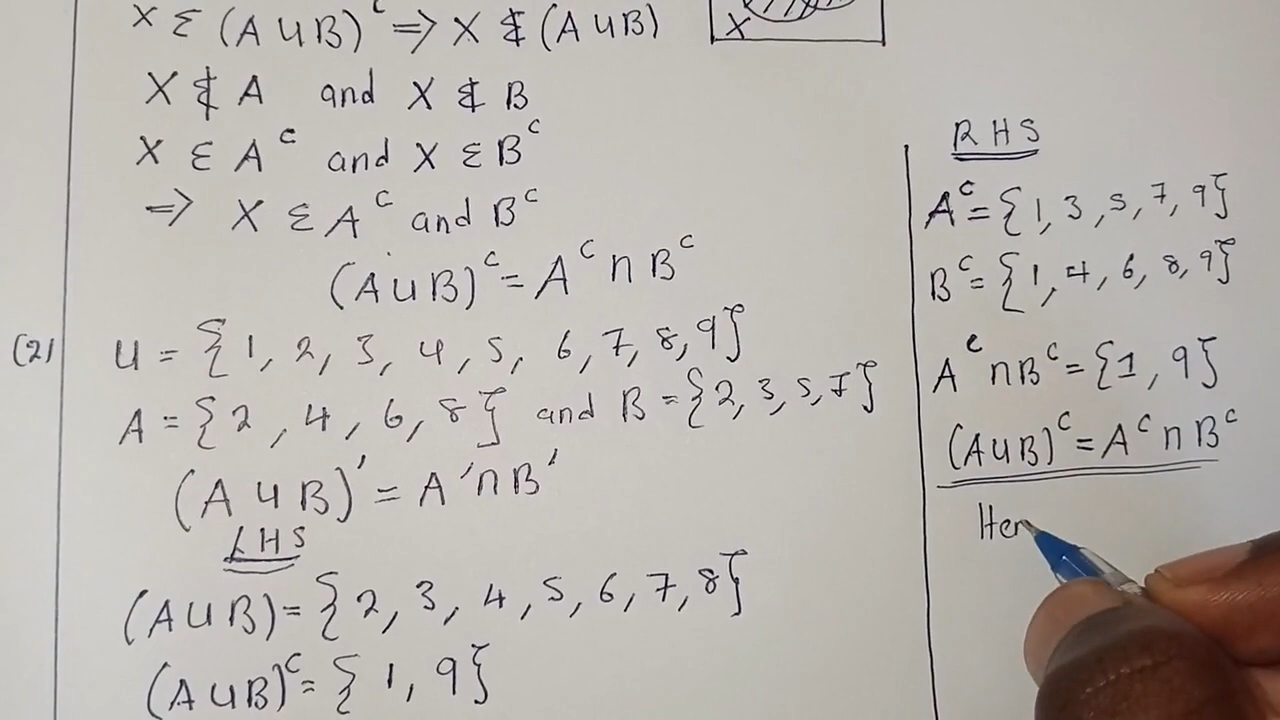 X ε (A ∪ B)^c ⇒ X ∉ (A ∪ B)
X
X ∉ A and X ∉ B
X ε A^c and X ε B^c
⇒ X ε A^c and B^c
(A ∪ B)^c = A^c ∩ B^c
(2) U = {1, 2, 3, 4, 5, 6, 7, 8, 9}
A = {2, 4, 6, 8} and B = {2, 3, 5, 7}
(A ∪ B)' = A' ∩ B'
LHS
(A ∪ B) = {2, 3, 4, 5, 6, 7, 8}
(A ∪ B)^c = {1, 9}
RHS
A^c = {1, 3, 5, 7, 9}
B^c = {1, 4, 6, 8, 9}
A^c ∩ B^c = {1, 9}
(A ∪ B)^c = A^c ∩ B^c
Hen